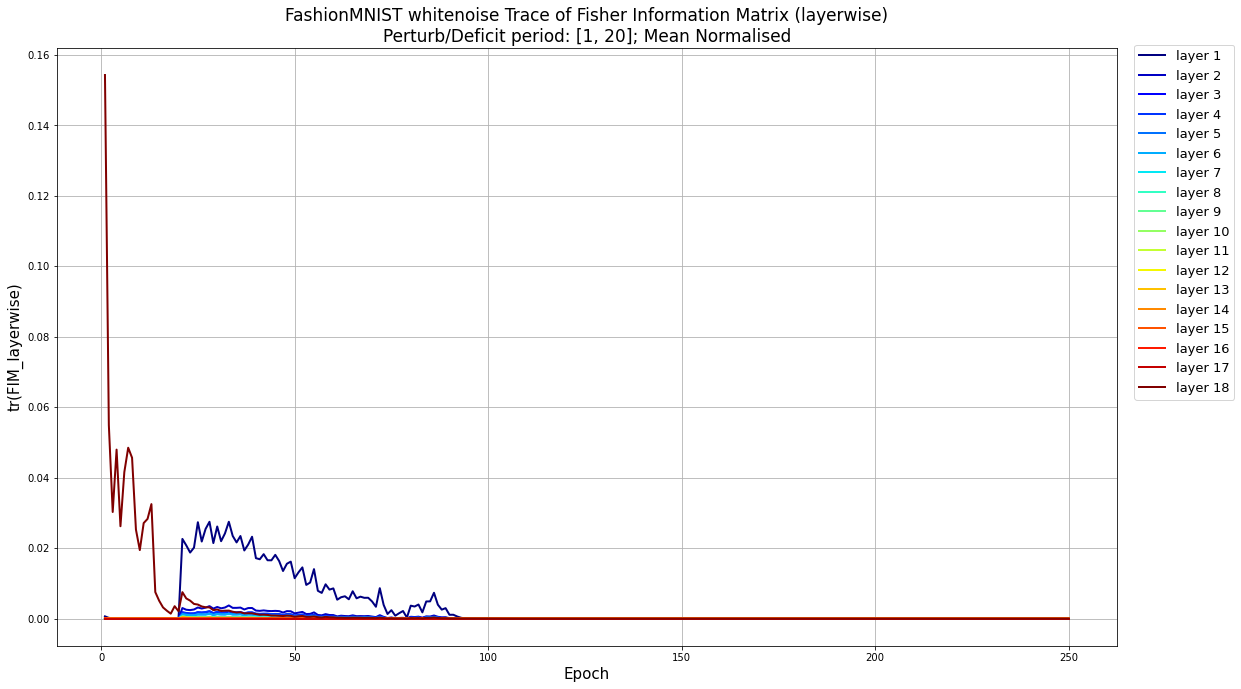 FashionMNIST whitenoise Trace of Fisher Information Matrix (layerwise)
Perturb/Deficit period: [1, 20]; Mean Normalised
tr(FIM_layerwise)
0.16
0.14
0.12
0.10
0.08
0.06
0.04
0.02
0.00
0
50
100
150
200
250
Epoch
layer 1
layer 2
layer 3
layer 4
layer 5
layer 6
layer 7
layer 8
layer 9
layer 10
layer 11
layer 12
layer 13
layer 14
layer 15
layer 16
layer 17
layer 18